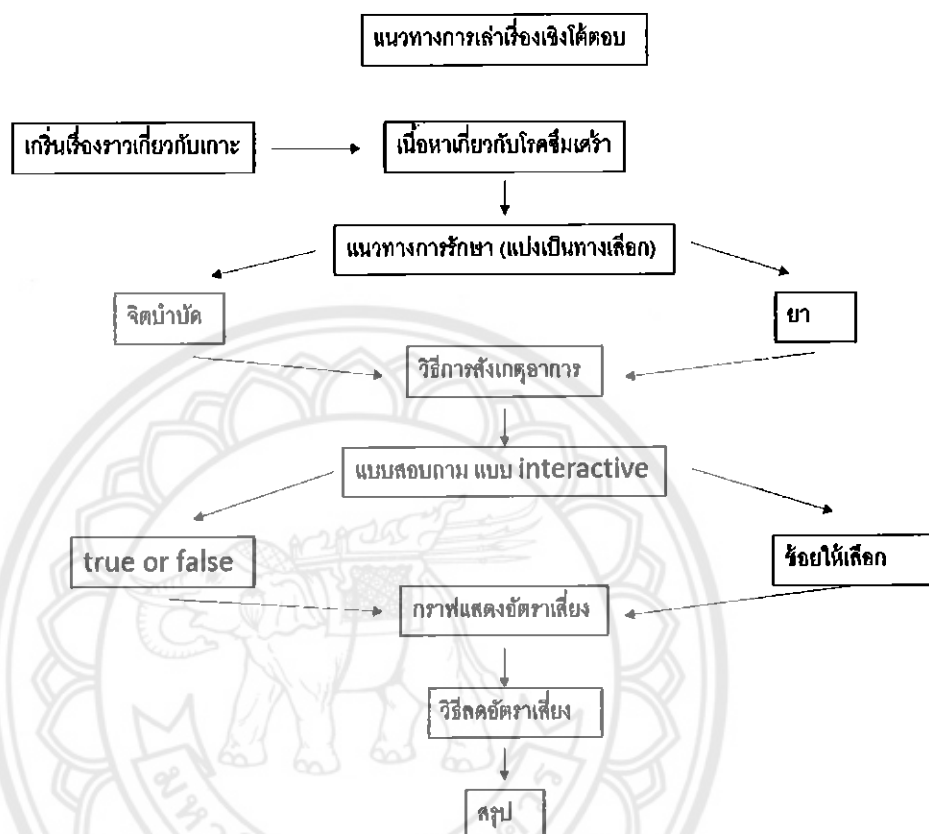 แนวทางการเล่าเรื่องเชิงโต้ตอบ
เกริ่นเรื่องราวเกี่ยวกับเกาะ
เนื้อหาเกี่ยวกับโรคซึมเศร้า
แนวทางการรักษา (แบ่งเป็นทางเลือก)
จิตบำบัด
ยา
วิธีการสังเกตุอาการ
แบบสอบถาม แบบ interactive
true or false
ช้อยให้เลือก
กราฟแสดงอัตราเสี่ยง
วิธีลดอัตราเสี่ยง
สรุป